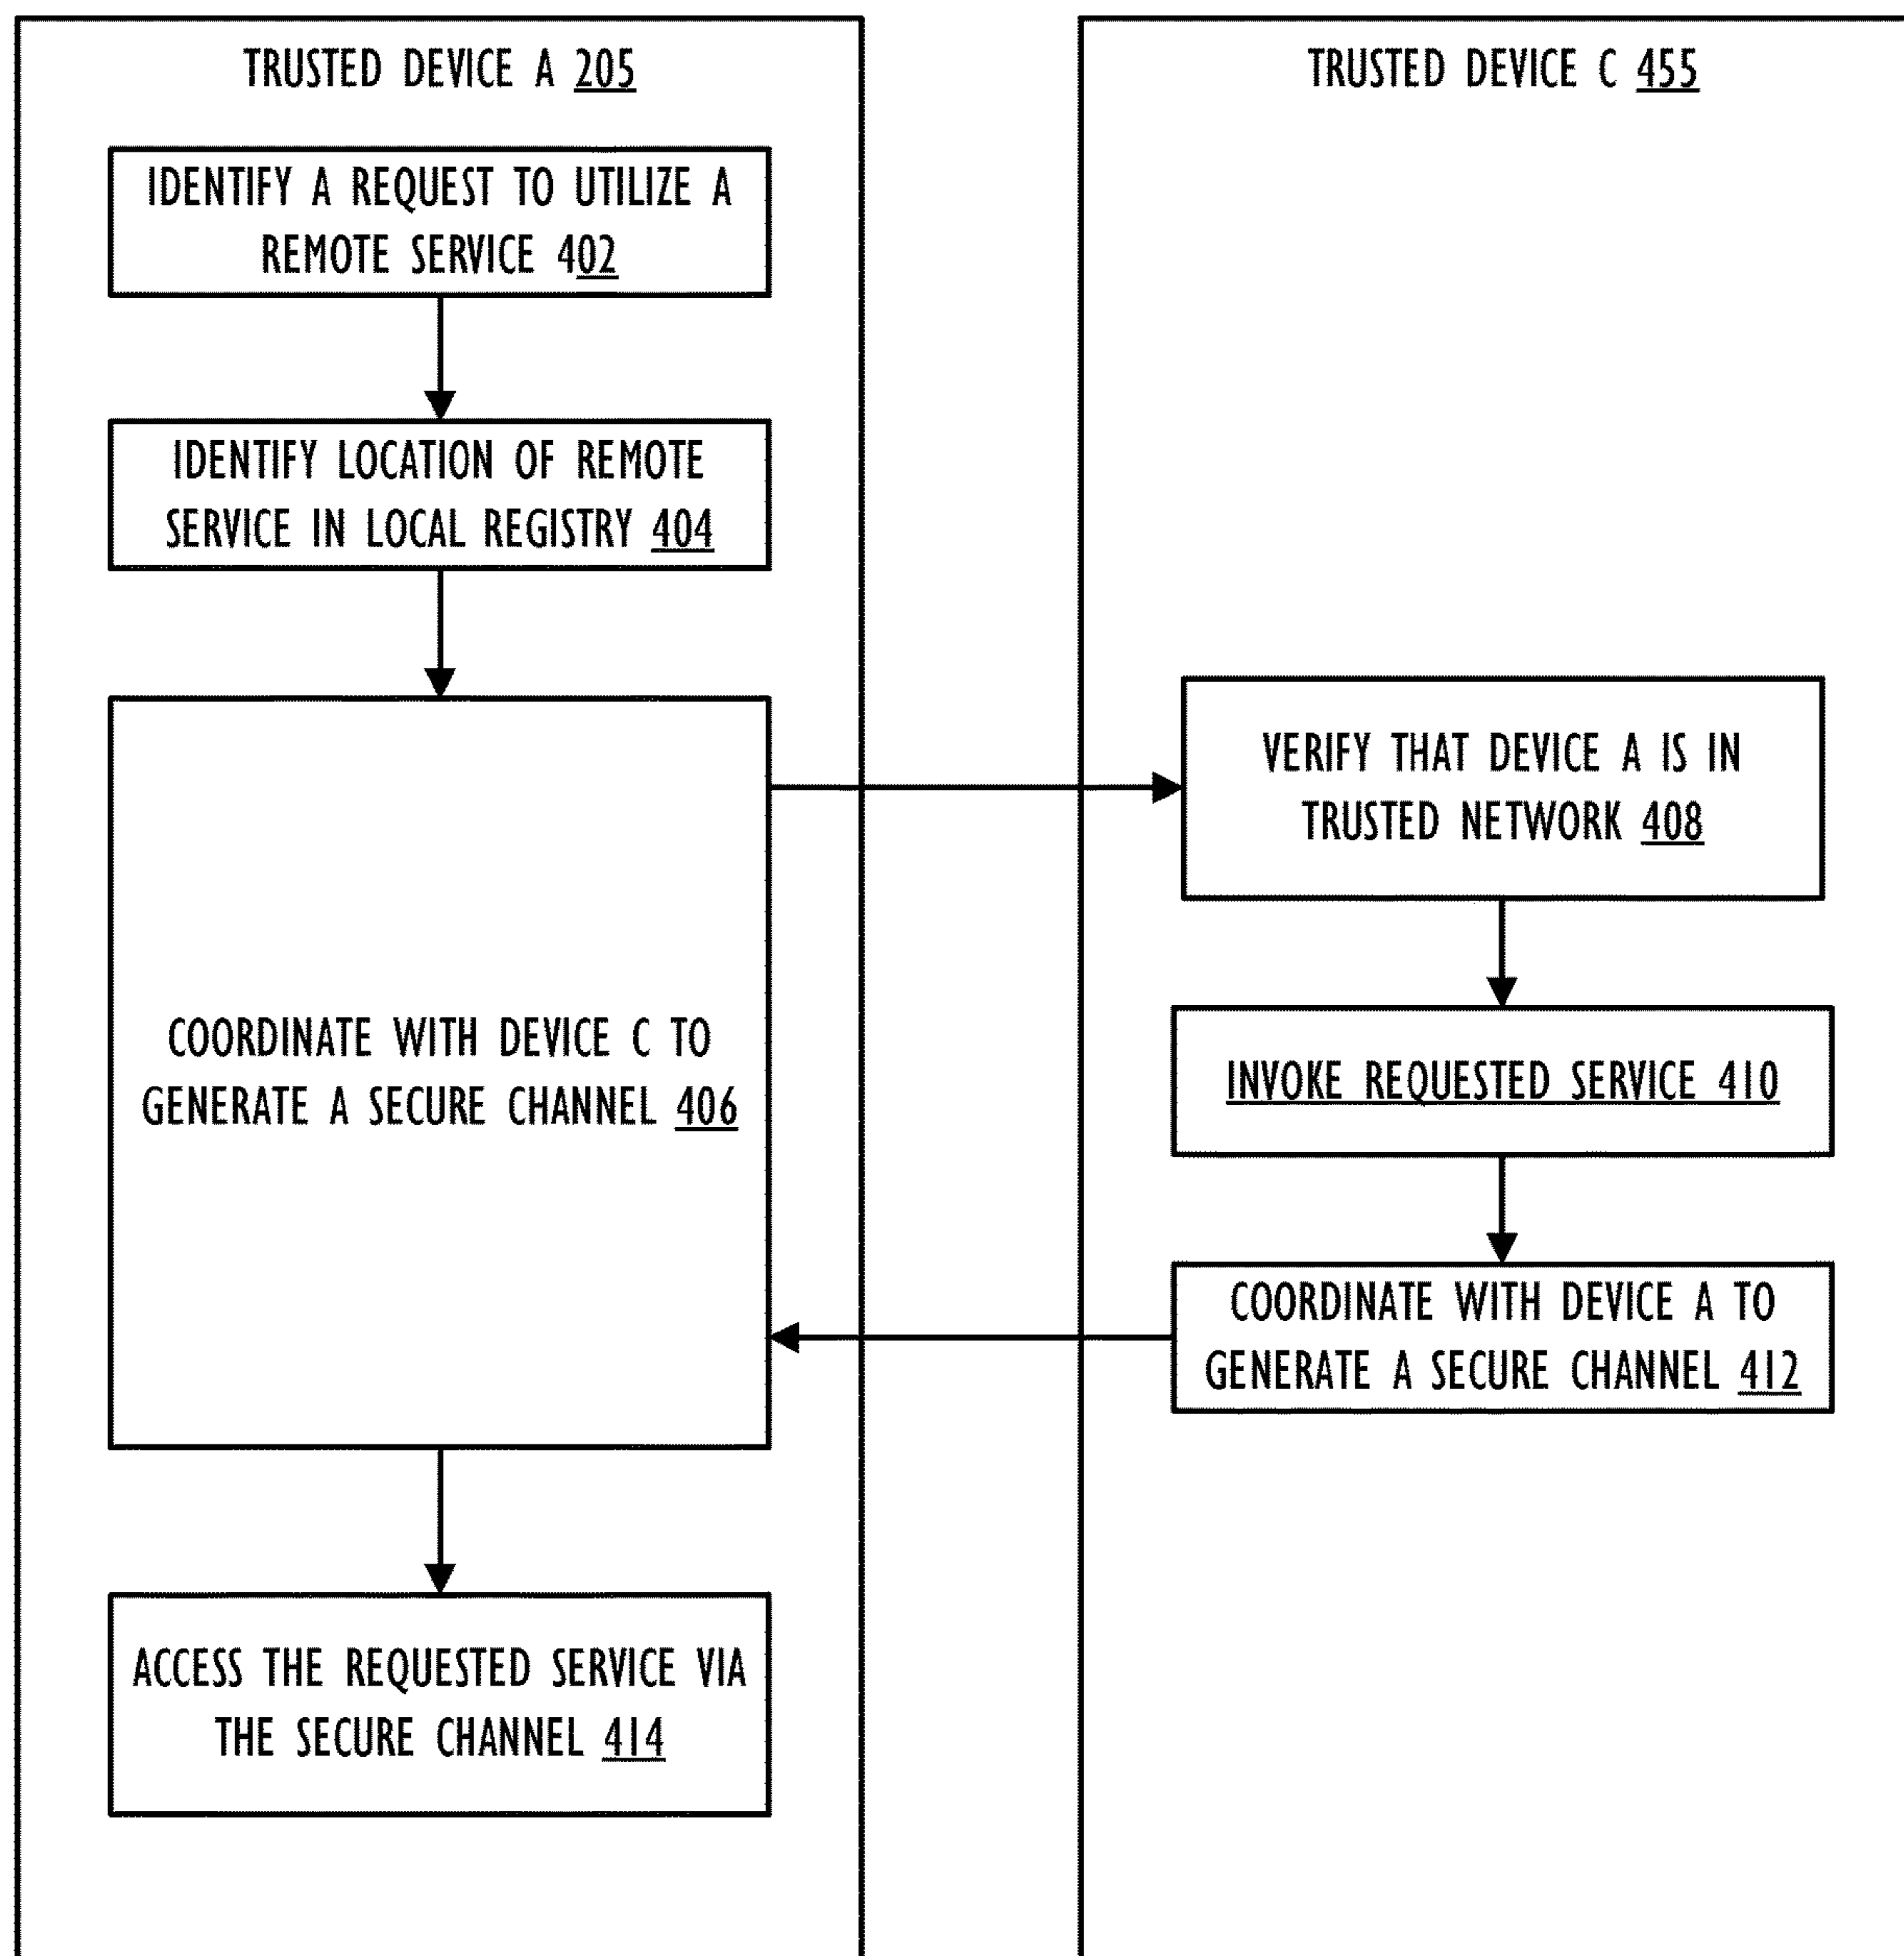 TRUSTED DEVICE A 205
IDENTIFY A REQUEST TO UTILIZE A
REMOTE SERVICE 402
IDENTIFY LOCATION OF REMOTE
SERVICE IN LOCAL REGISTRY 404
COORDINATE WITH DEVICE C TO
GENERATE A SECURE CHANNEL 406
ACCESS THE REQUESTED SERVICE VIA
THE SECURE CHANNEL 414
TRUSTED DEVICE C 455
VERIFY THAT DEVICE A IS IN
TRUSTED NETWORK 408
INVOKE REQUESTED SERVICE 410
COORDINATE WITH DEVICE A TO
GENERATE A SECURE CHANNEL 412